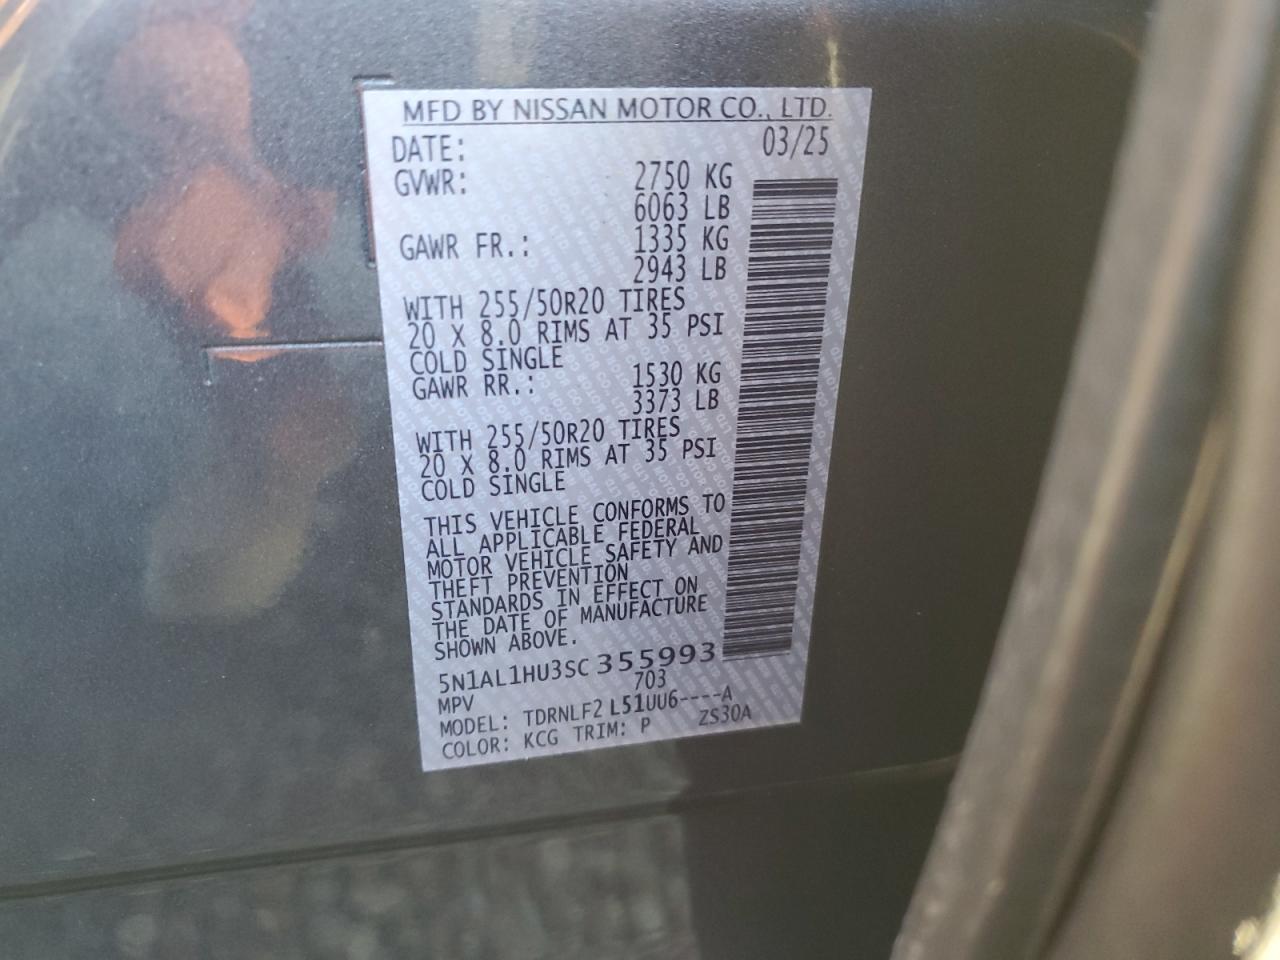 MFD BY NISSAN MOTOR CO., LTD.
DATE: 03/25
GVWR: 2750 KG
6063 LB
GAWR FR.: 1335 KG
2943 LB
WITH 255/50R20 TIRES
20 X 8.0 RIMS AT 35 PSI
COLD SINGLE
GAWR RR.: 1530 KG
3373 LB
WITH 255/50R20 TIRES
20 X 8.0 RIMS AT 35 PSI
COLD SINGLE
THIS VEHICLE CONFORMS TO
ALL APPLICABLE FEDERAL
MOTOR VEHICLE SAFETY AND
THEFT PREVENTION
STANDARDS IN EFFECT ON
THE DATE OF MANUFACTURE
SHOWN ABOVE.
5N1AL1HU3SC355993
MPV 703
MODEL: TDRNLF2 L51UU6----A
COLOR: KCG TRIM: P ZS30A